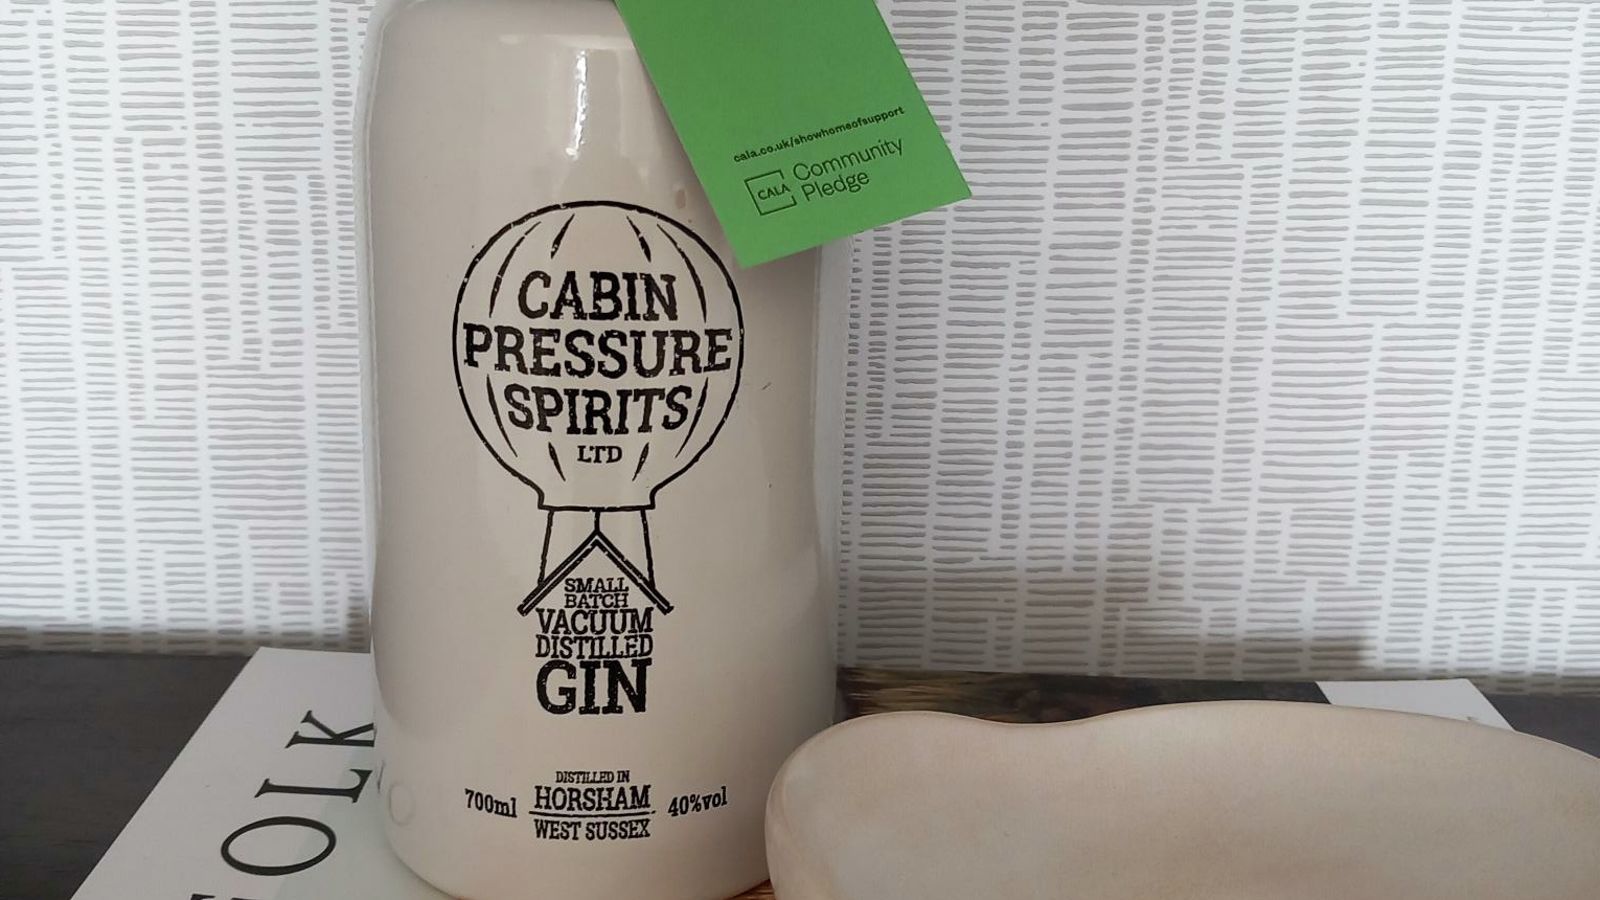 cala.co.uk/showhomeofsupport
CALA
Community
Pledge
CABIN
PRESSURE
SPIRITS
LTD
SMALL
BATCH
VACUUM
DISTILLED
GIN
DISTILLED IN
700ml HORSHAM 40%vol
WEST SUSSEX
OLK